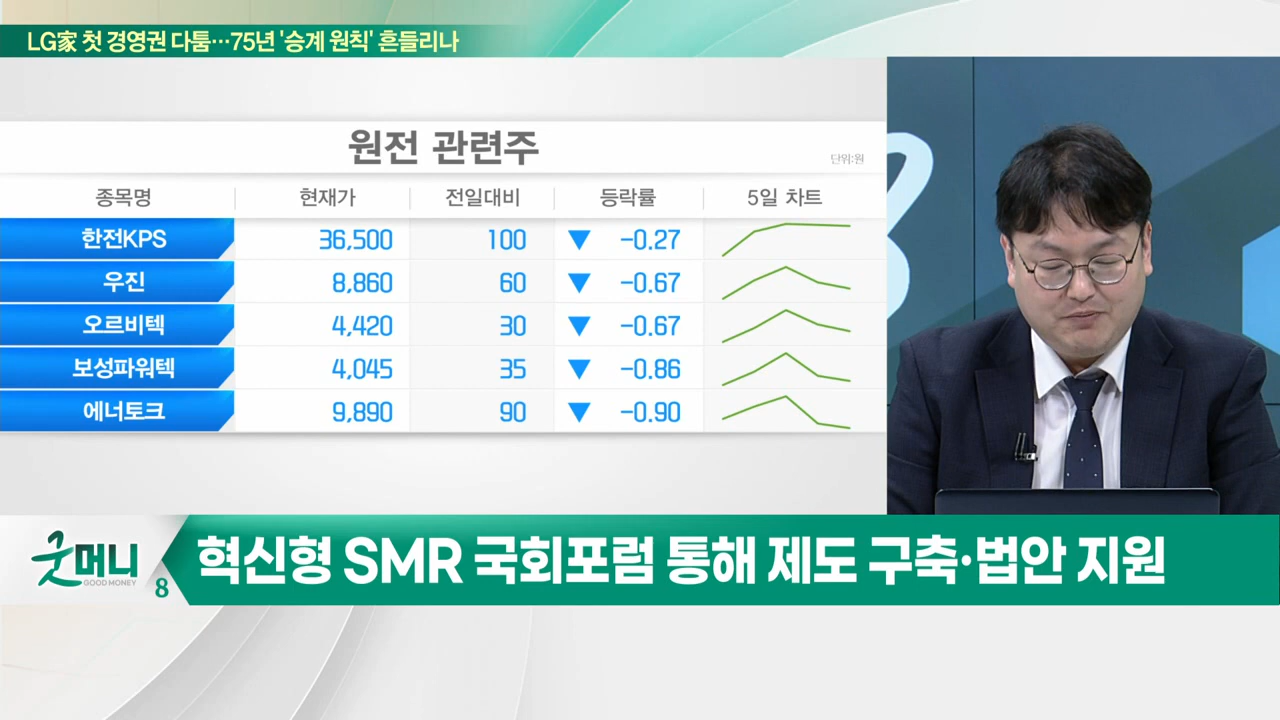 LG家 첫 경영권 다툼…75년 '승계 원칙' 흔들리나
원전 관련주
단위:원
종목명 현재가 전일대비 등락률 5일 차트
한전KPS 36,500 100 ▼ -0.27
우진 8,860 60 ▼ -0.67
오르비텍 4,420 30 ▼ -0.67
보성파워텍 4,045 35 ▼ -0.86
에너토크 9,890 90 ▼ -0.90
굿머니
GOOD MONEY
8
혁신형 SMR 국회포럼 통해 제도 구축·법안 지원